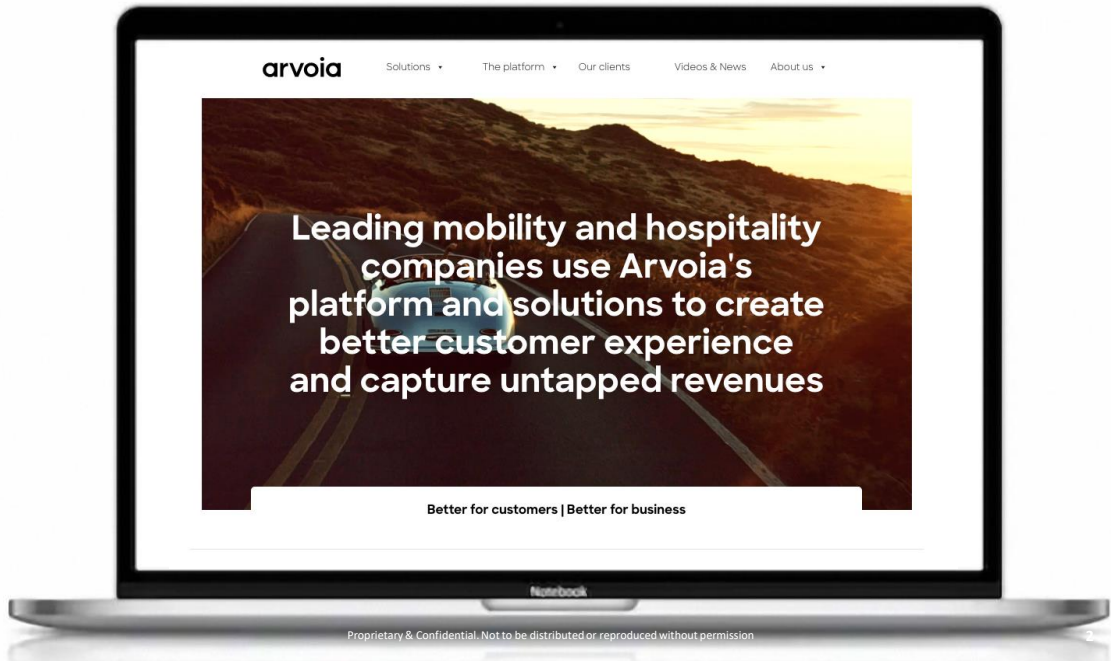 arvoia
Solutions ▾ The platform ▾ Our clients Videos & News About us ▾
Leading mobility and hospitality
companies use Arvoia's
platform and solutions to create
better customer experience
and capture untapped revenues
Better for customers | Better for business
Notebook
Proprietary & Confidential. Not to be distributed or reproduced without permission
2